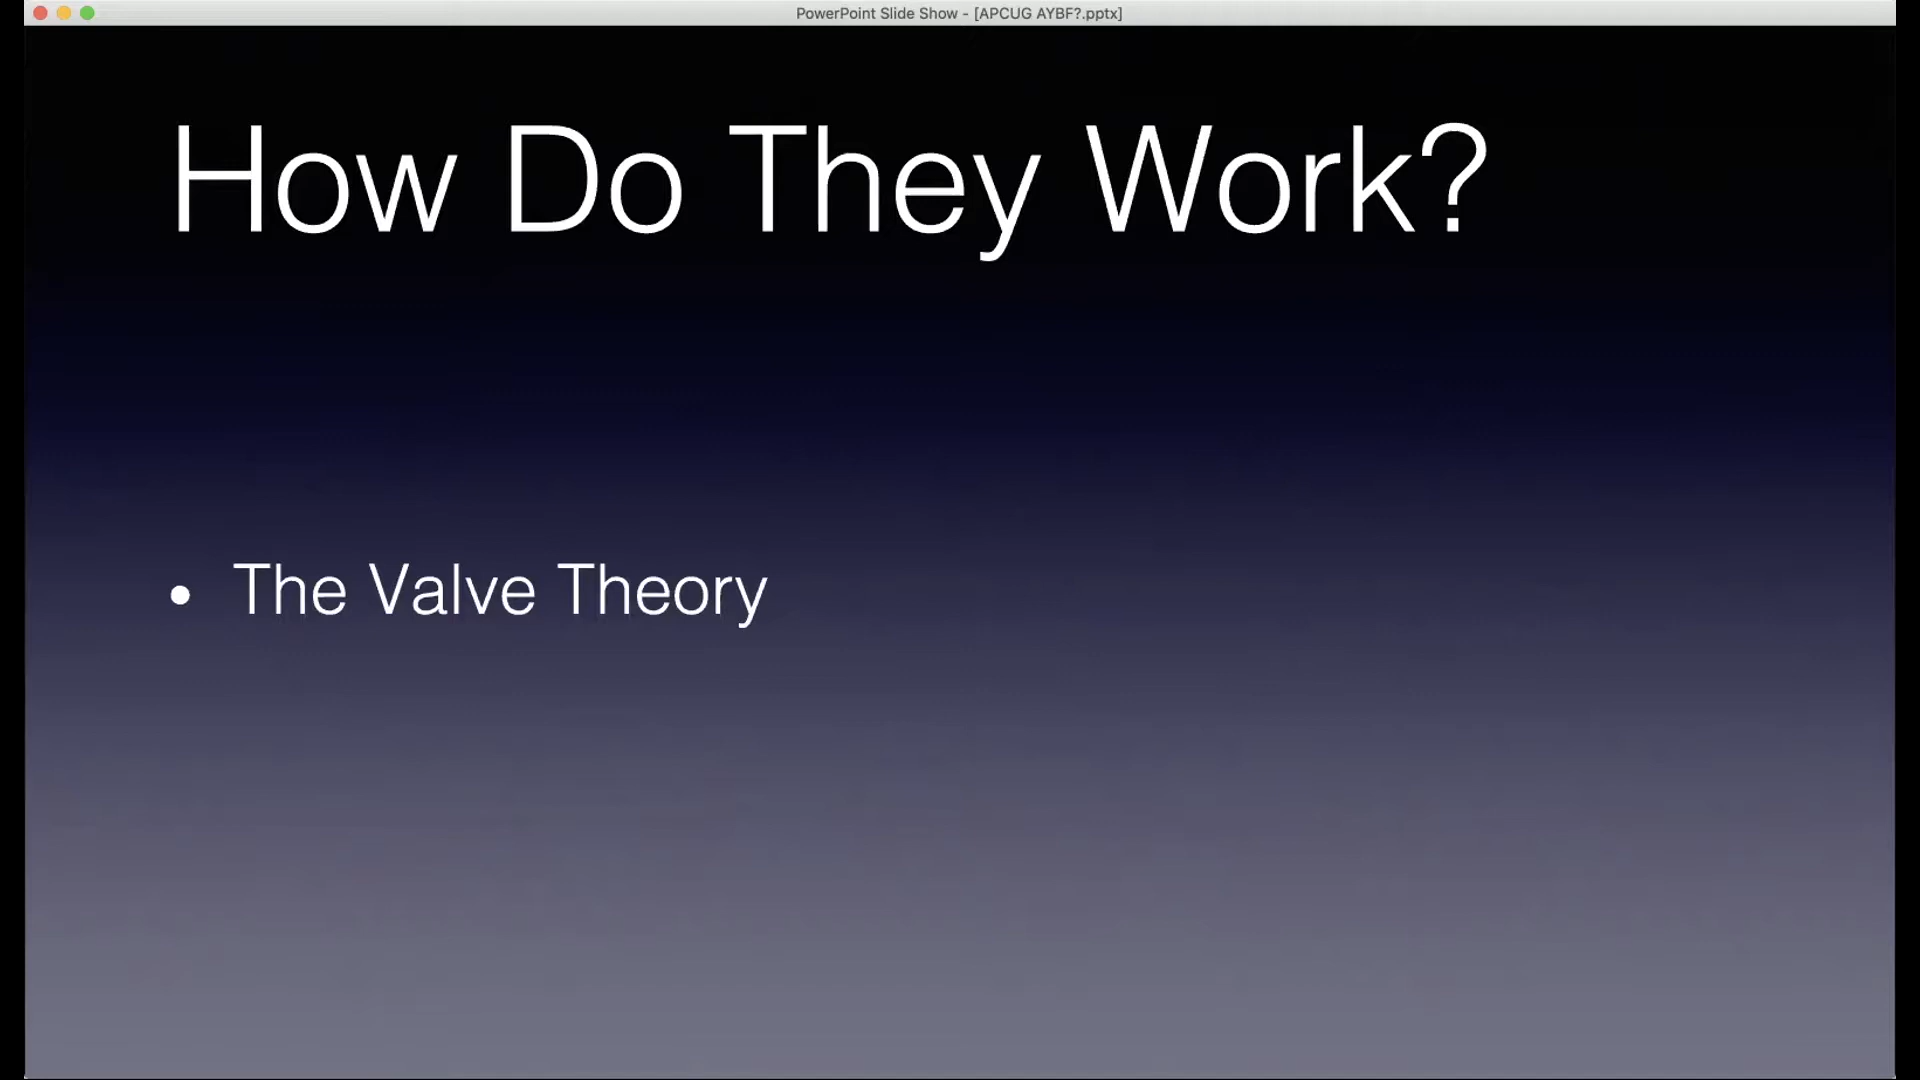 PowerPoint Slide Show - [APCUG AYBF?.pptx]
How Do They Work?
• The Valve Theory